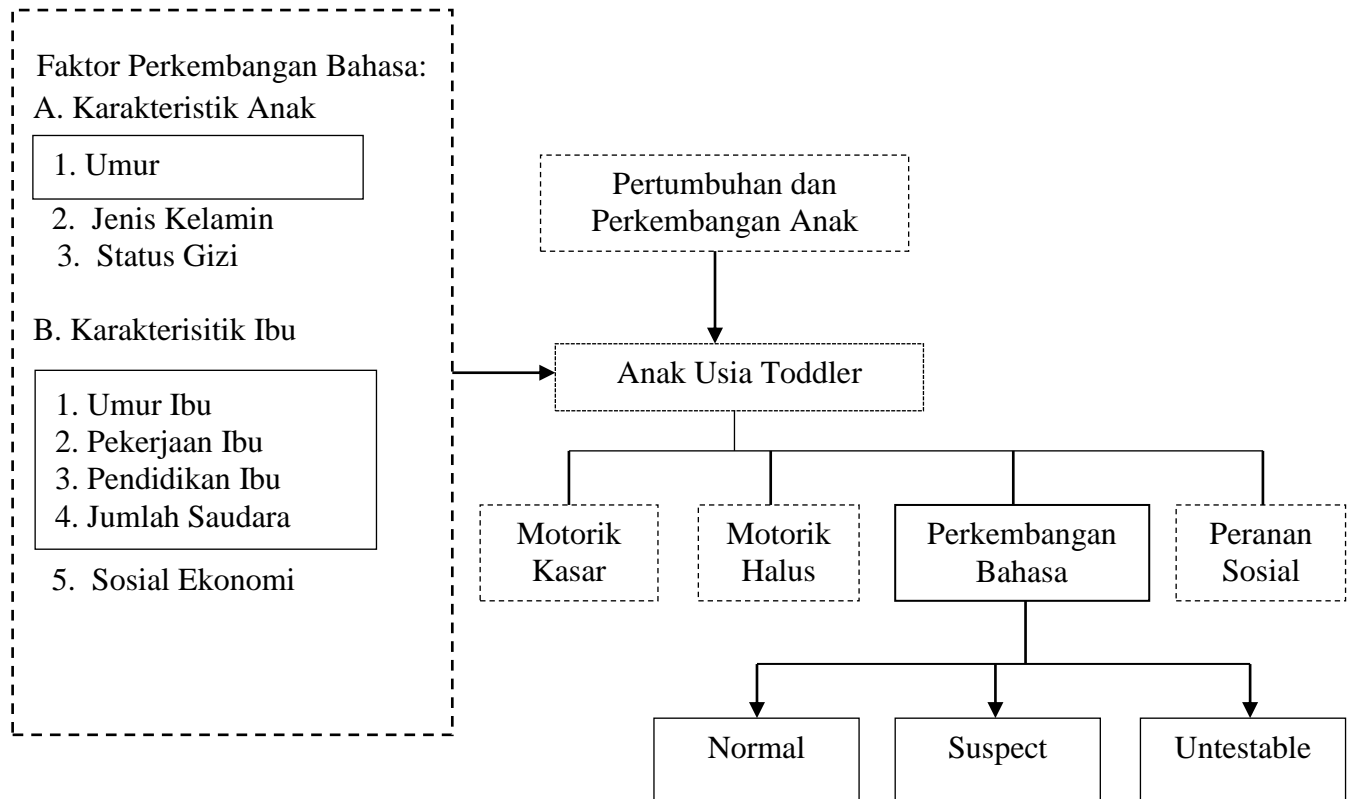 Faktor Perkembangan Bahasa:
A. Karakteristik Anak
1. Umur
2. Jenis Kelamin
3. Status Gizi
B. Karakterisitik Ibu
1. Umur Ibu
2. Pekerjaan Ibu
3. Pendidikan Ibu
4. Jumlah Saudara
5. Sosial Ekonomi
Pertumbuhan dan
Perkembangan Anak
Anak Usia Toddler
Motorik
Kasar
Motorik
Halus
Perkembangan
Bahasa
Peranan
Sosial
Normal
Suspect
Untestable